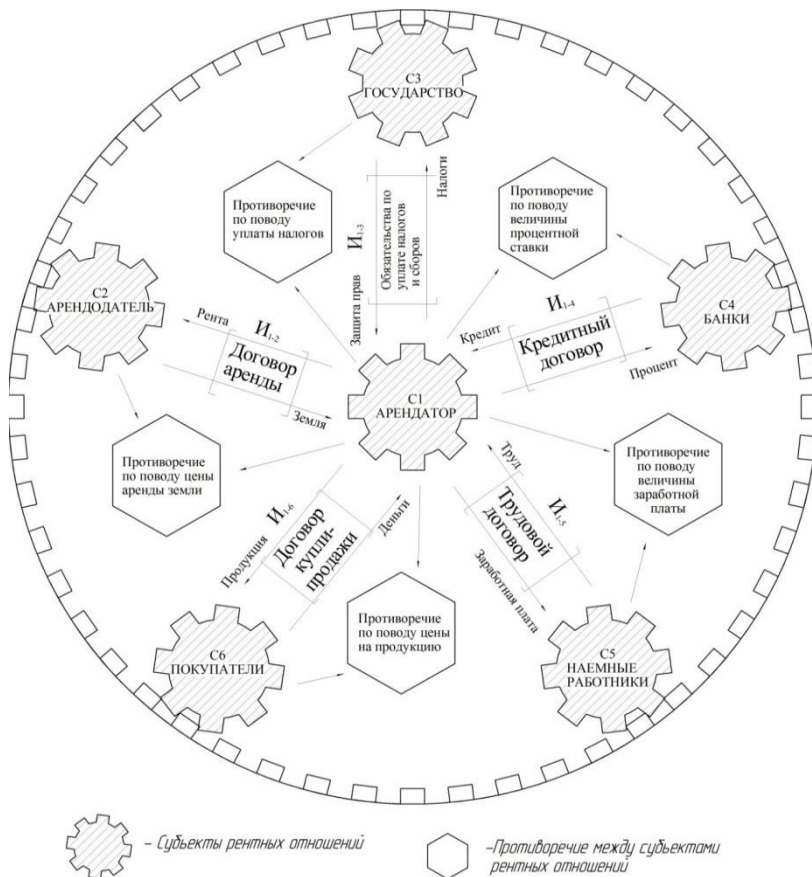 С3
ГОСУДАРСТВО
Противоречие
по поводу
уплаты налогов
Защита прав
И1-3
Обязательства по
уплате налогов
и сборов
Налоги
Противоречие
по поводу
величины
процентной
ставки
С2
АРЕНДОДАТЕЛЬ
Рента
И1-2
Договор
аренды
Земля
С1
АРЕНДАТОР
Кредит
И1-4
Кредитный
договор
Процент
С4
БАНКИ
Противоречие
по поводу цены
аренды земли
Продукция
И1-6
Договор
купли-
продажи
Деньги
Труд
И1-5
Трудовой
договор
Заработная плата
Противоречие
по поводу
величины
заработной
платы
С6
ПОКУПАТЕЛИ
Противоречие
по поводу цены
на продукцию
С5
НАЕМНЫЕ
РАБОТНИКИ
- Субъекты рентных отношений
-Противоречие между субъектами
рентных отношений